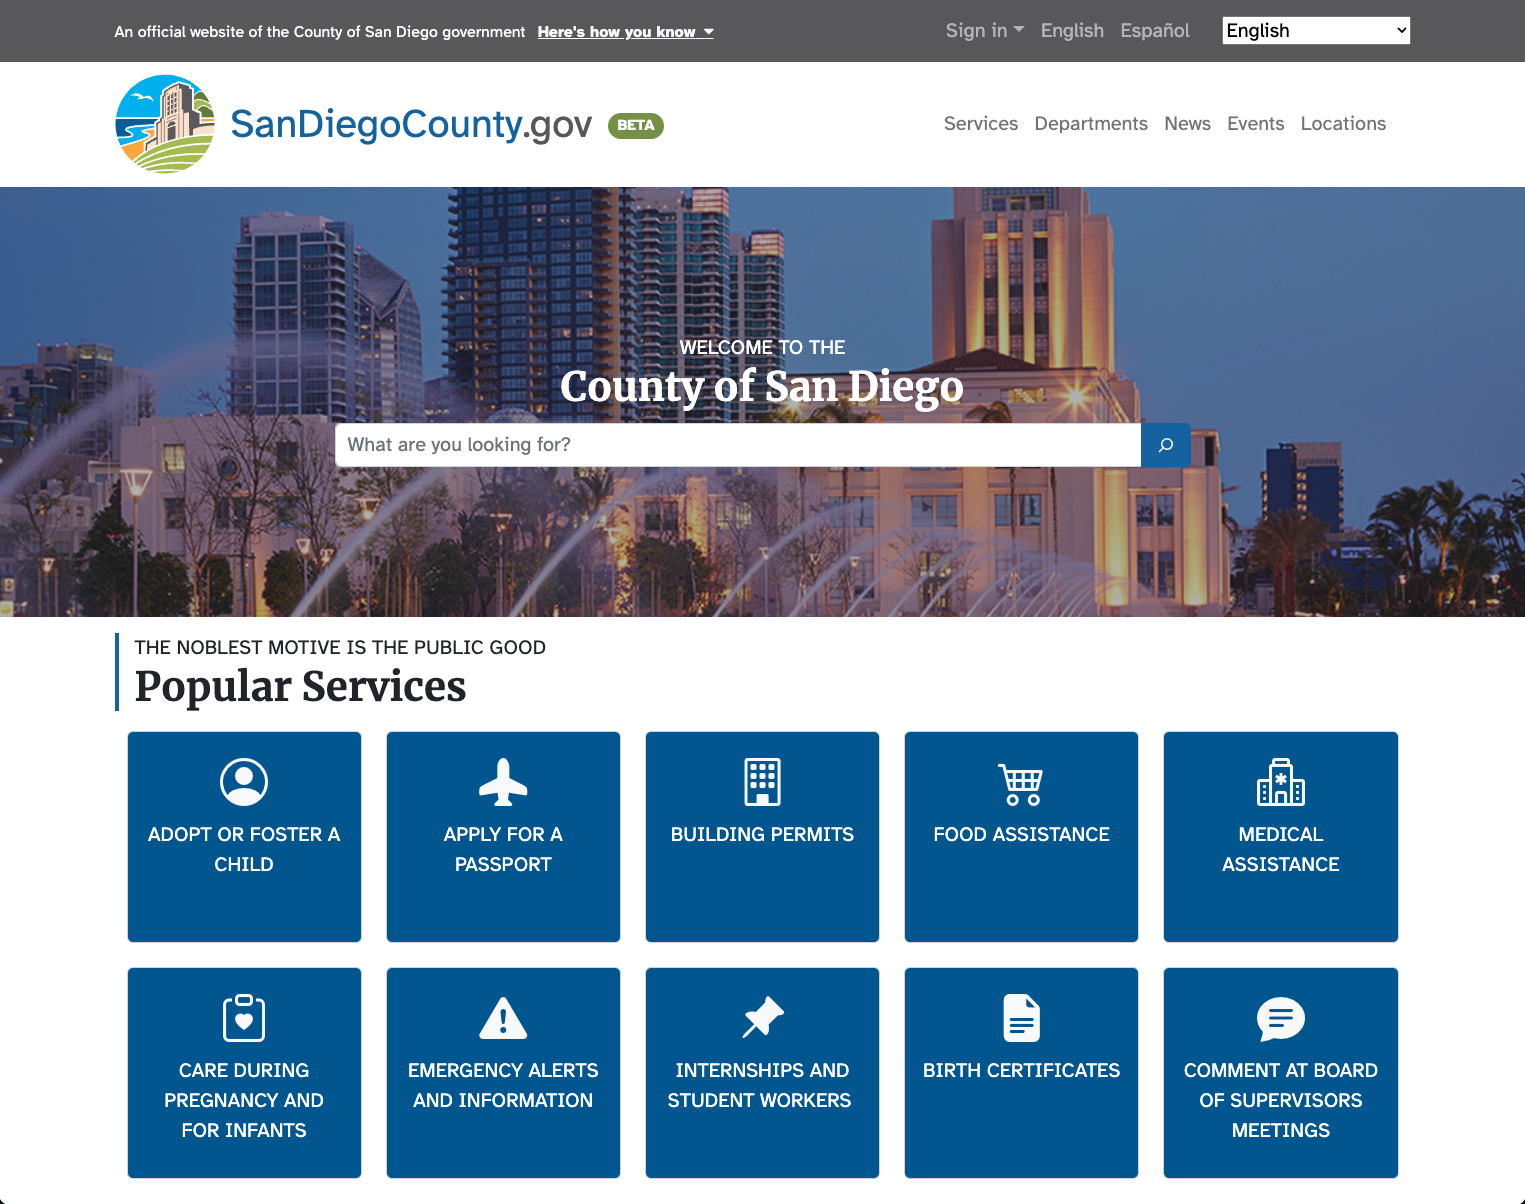 An official website of the County of San Diego government Here's how you know
Sign in English Español English
SanDiegoCounty.gov BETA
Services Departments News Events Locations
WELCOME TO THE
County of San Diego
What are you looking for?
THE NOBLEST MOTIVE IS THE PUBLIC GOOD
Popular Services
ADOPT OR FOSTER A
CHILD
APPLY FOR A
PASSPORT
BUILDING PERMITS
FOOD ASSISTANCE
MEDICAL
ASSISTANCE
CARE DURING
PREGNANCY AND
FOR INFANTS
EMERGENCY ALERTS
AND INFORMATION
INTERNSHIPS AND
STUDENT WORKERS
BIRTH CERTIFICATES
COMMENT AT BOARD
OF SUPERVISORS
MEETINGS